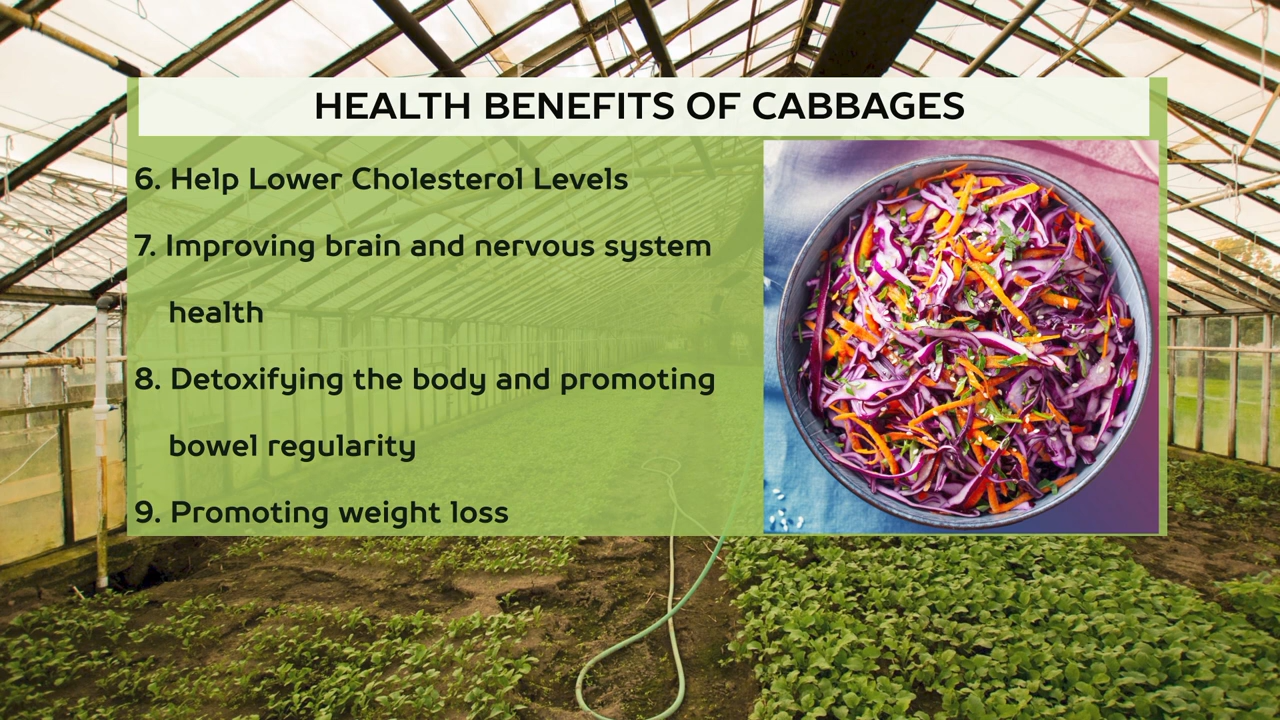 HEALTH BENEFITS OF CABBAGES
6. Help Lower Cholesterol Levels
7. Improving brain and nervous system
health
8. Detoxifying the body and promoting
bowel regularity
9. Promoting weight loss